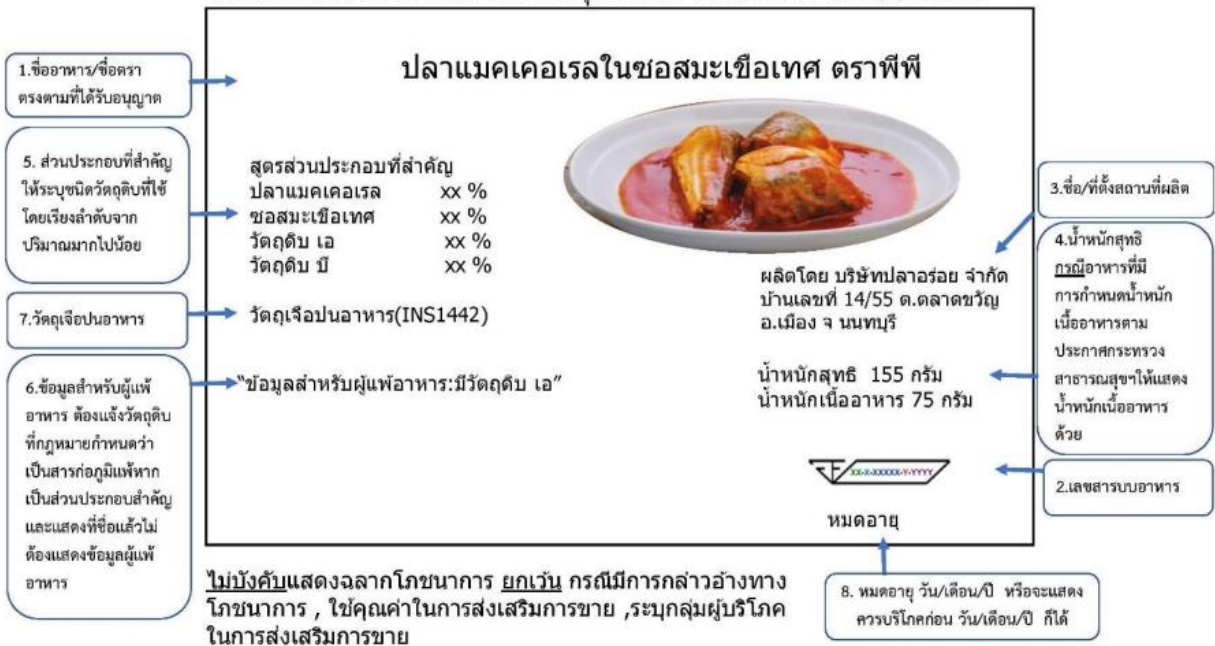 1.ชื่ออาหาร/ชื่อตรา
ตรงตามที่ได้รับอนุญาต
ปลาแมคเคอเรลในซอสมะเขือเทศ ตราพีพี
5. ส่วนประกอบที่สำคัญ
ให้ระบุชนิดวัตถุดิบที่ใช้
โดยเรียงลำดับจาก
ปริมาณมากไปน้อย
สูตรส่วนประกอบที่สำคัญ
ปลาแมคเคอเรล xx %
ซอสมะเขือเทศ xx %
วัตถุดิบ เอ xx %
วัตถุดิบ บี xx %
3.ชื่อ/ที่ตั้งสถานที่ผลิต
ผลิตโดย บริษัทปลาอร่อย จำกัด
บ้านเลขที่ 14/55 ต.ตลาดขวัญ
อ.เมือง จ นนทบุรี
4.น้ำหนักสุทธิ
กรณีอาหารที่มี
การกำหนดน้ำหนัก
เนื้ออาหารตาม
ประกาศกระทรวง
สาธารณสุขฯให้แสดง
น้ำหนักเนื้ออาหาร
ด้วย
7.วัตถุเจือปนอาหาร
วัตถุเจือปนอาหาร(INS1442)
6.ข้อมูลสำหรับผู้แพ้
อาหาร ต้องแจ้งวัตถุดิบ
ที่กฎหมายกำหนดว่า
เป็นสารก่อภูมิแพ้หาก
เป็นส่วนประกอบสำคัญ
และแสดงที่ชื่อแล้วไม่
ต้องแสดงข้อมูลผู้แพ้
อาหาร
“ข้อมูลสำหรับผู้แพ้อาหาร:มีวัตถุดิบ เอ”
น้ำหนักสุทธิ 155 กรัม
น้ำหนักเนื้ออาหาร 75 กรัม
XX-X-XXXXX-Y-YYYY
2.เลขสารบบอาหาร
หมดอายุ
ไม่บังคับแสดงฉลากโภชนาการ ยกเว้น กรณีมีการกล่าวอ้างทาง
โภชนาการ , ใช้คุณค่าในการส่งเสริมการขาย ,ระบุกลุ่มผู้บริโภค
ในการส่งเสริมการขาย
8. หมดอายุ วัน/เดือน/ปี หรือจะแสดง
ควรบริโภคก่อน วัน/เดือน/ปี ก็ได้